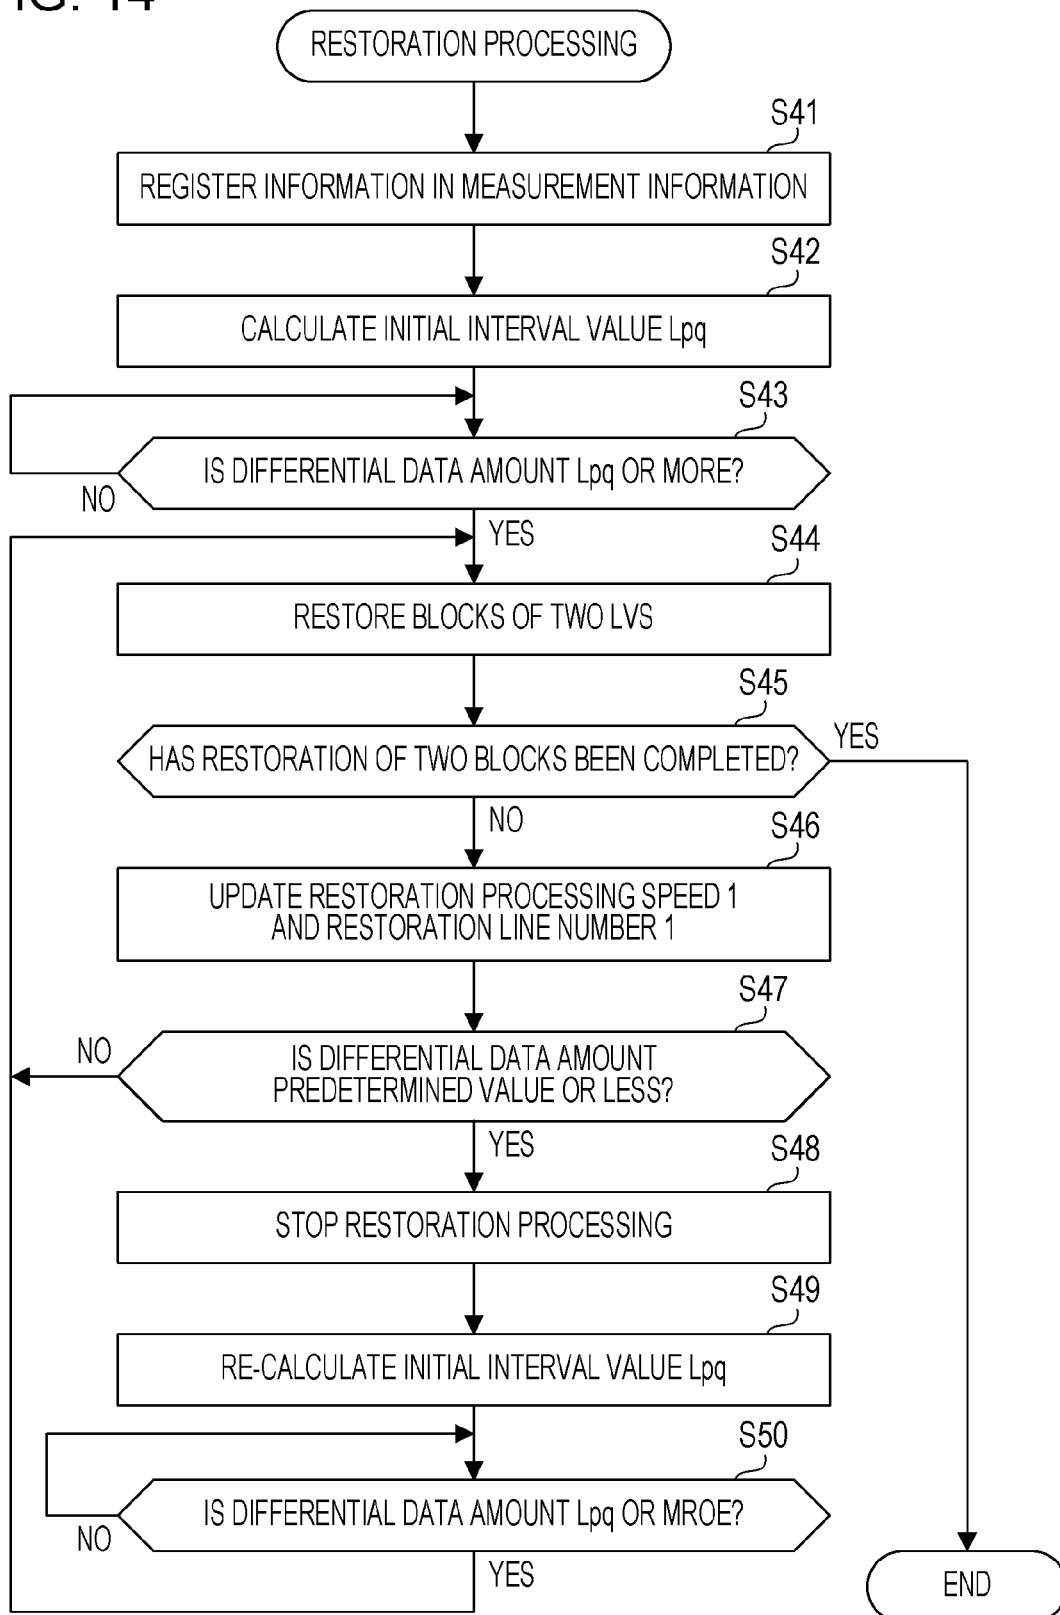 RESTORATION PROCESSING
S41
REGISTER INFORMATION IN MEASUREMENT INFORMATION
S42
CALCULATE INITIAL INTERVAL VALUE Lpq
S43
IS DIFFERENTIAL DATA AMOUNT Lpq OR MORE?
NO
YES
S44
RESTORE BLOCKS OF TWO LVS
S45
HAS RESTORATION OF TWO BLOCKS BEEN COMPLETED?
YES
NO
S46
UPDATE RESTORATION PROCESSING SPEED 1
AND RESTORATION LINE NUMBER 1
S47
NO
IS DIFFERENTIAL DATA AMOUNT
PREDETERMINED VALUE OR LESS?
YES
S48
STOP RESTORATION PROCESSING
S49
RE-CALCULATE INITIAL INTERVAL VALUE Lpq
S50
IS DIFFERENTIAL DATA AMOUNT Lpq OR MROE?
NO
YES
END